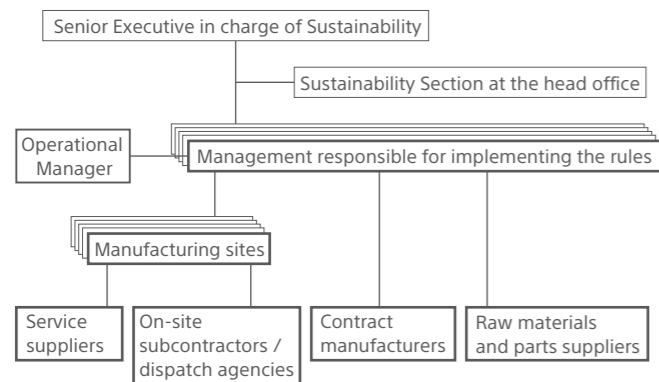 Senior Executive in charge of Sustainability
Sustainability Section at the head office
Operational
Manager
Management responsible for implementing the rules
Manufacturing sites
Service
suppliers
On-site
subcontractors /
dispatch agencies
Contract
manufacturers
Raw materials
and parts suppliers